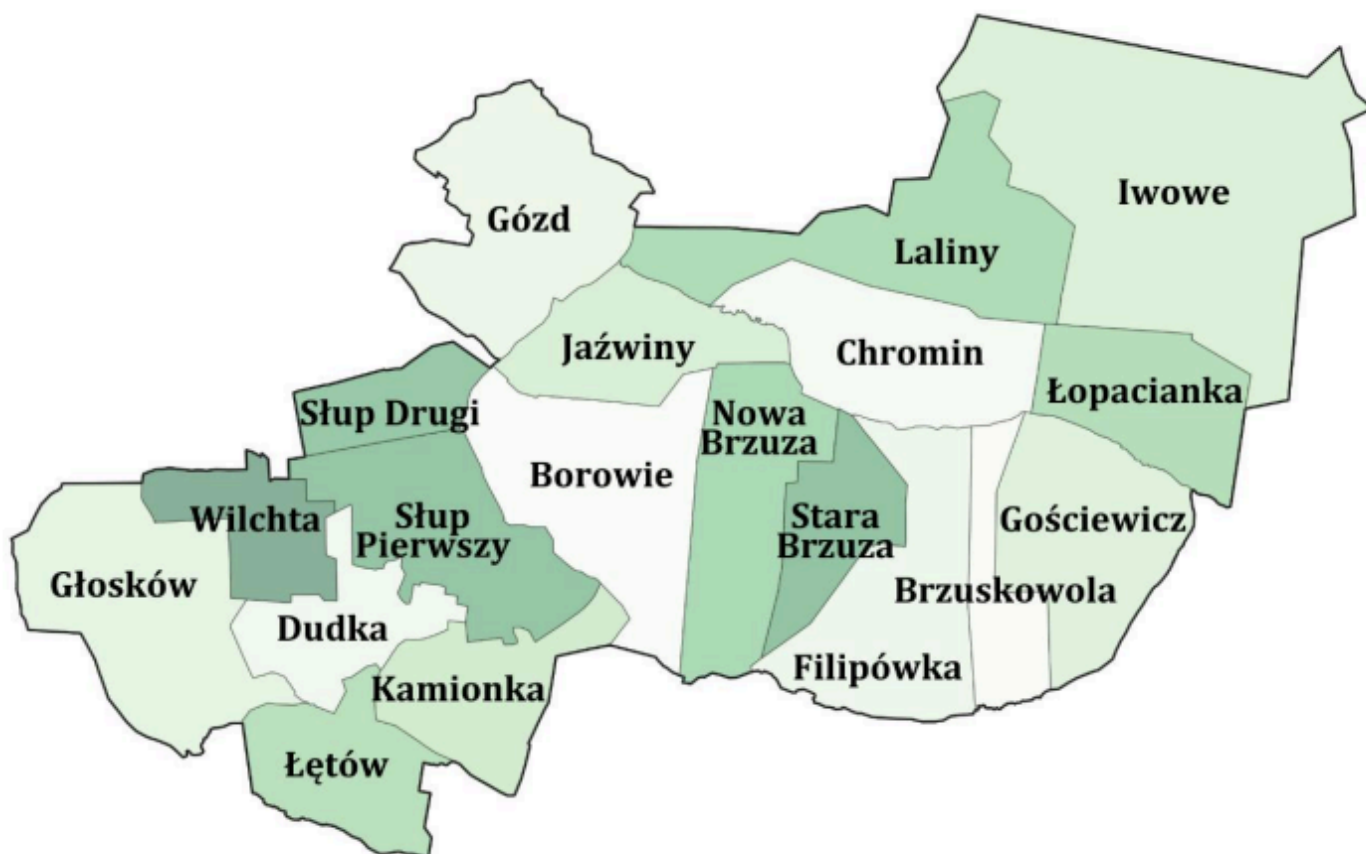 Iwowe
Gózd
Laliny
Jaźwiny
Chromin
Łopacianka
Słup Drugi
Nowa
Brzuza
Borowie
Wilchta
Słup
Pierwszy
Stara
Brzuza
Gościewicz
Głosków
Brzuskowola
Dudka
Filipówka
Kamionka
Łętów